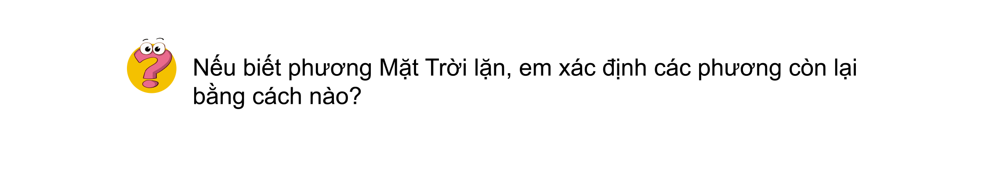 Nếu biết phương Mặt Trời lặn, em xác định các phương còn lại
bằng cách nào?